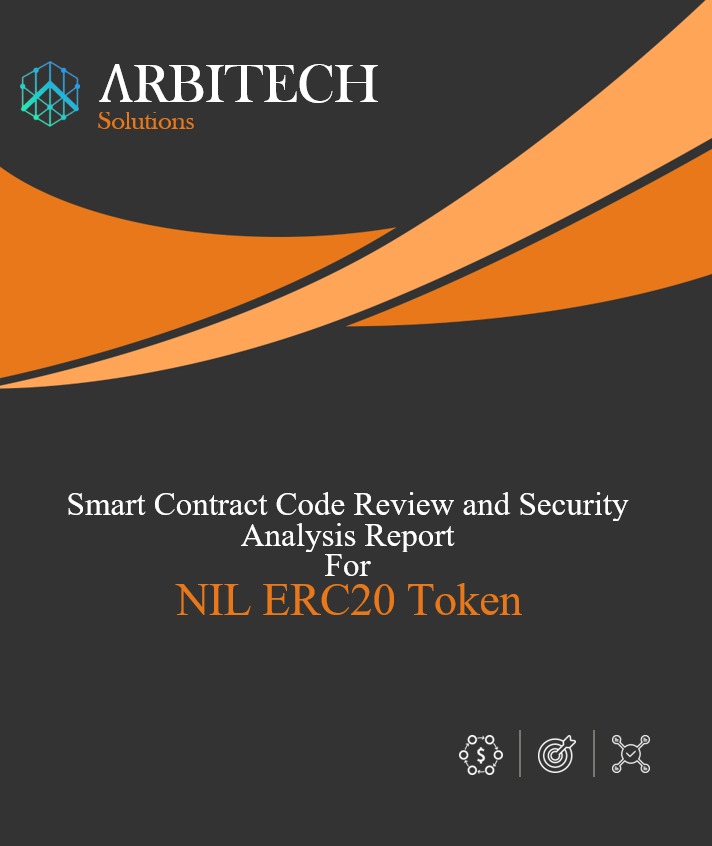 ARBITECH
Solutions
Smart Contract Code Review and Security
Analysis Report
For
NIL ERC20 Token
$